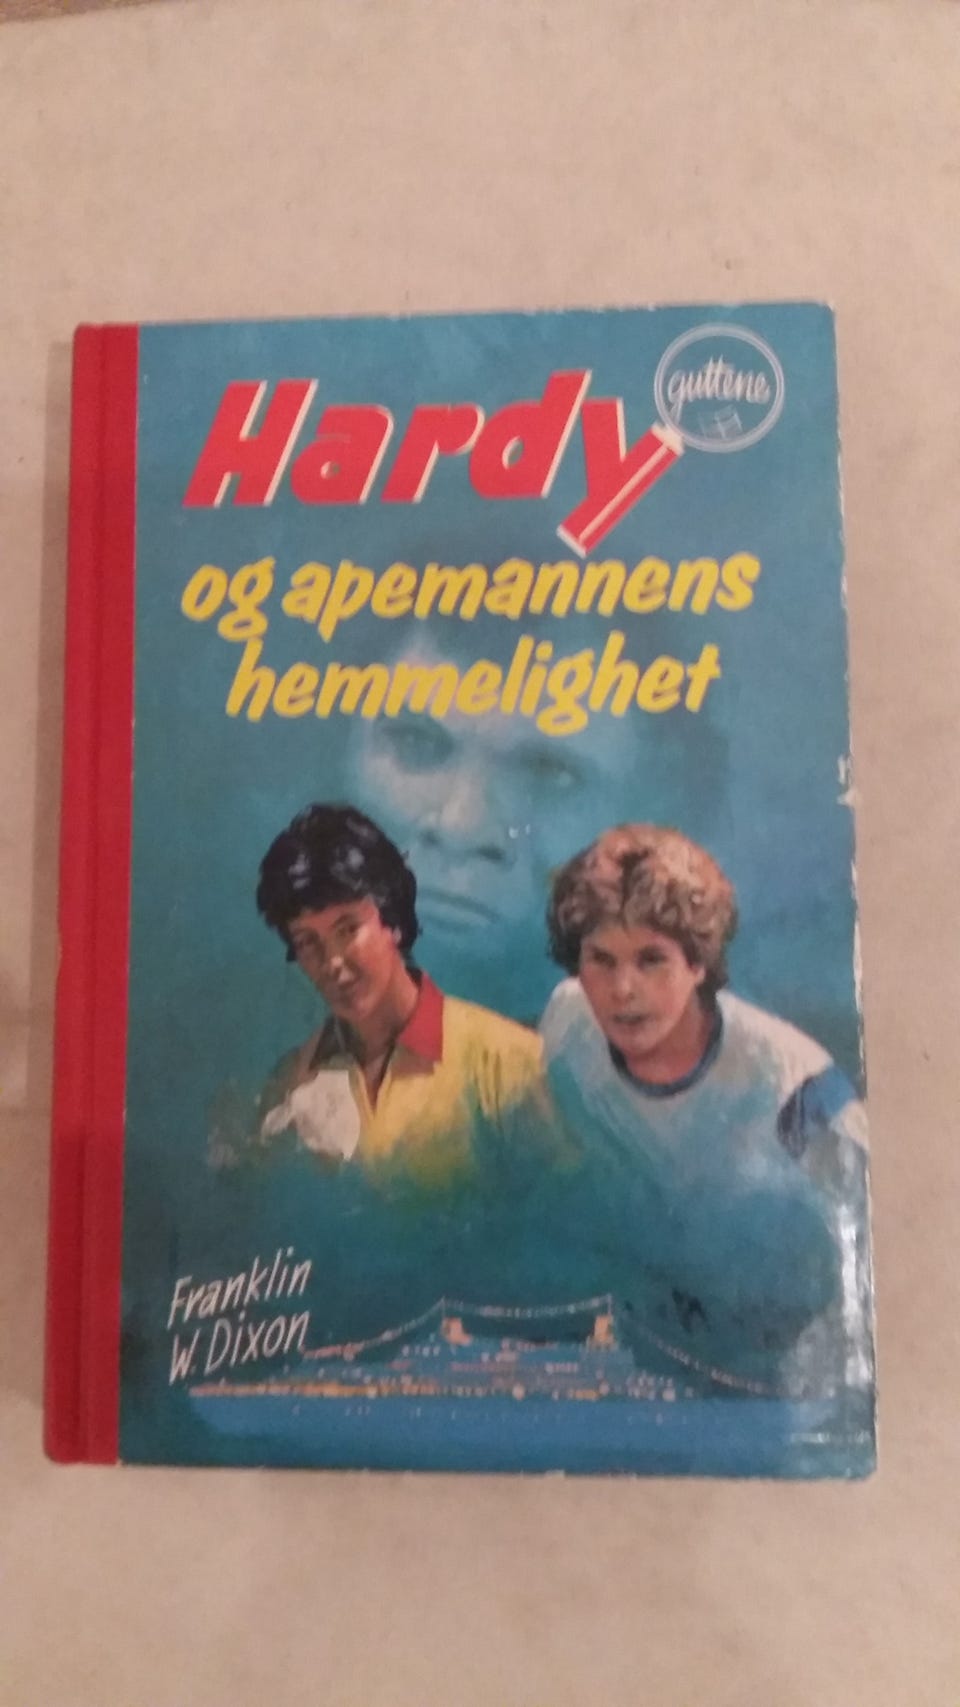 Hardy
guttene
og apemannens
hemmelighet
Franklin
W. Dixon